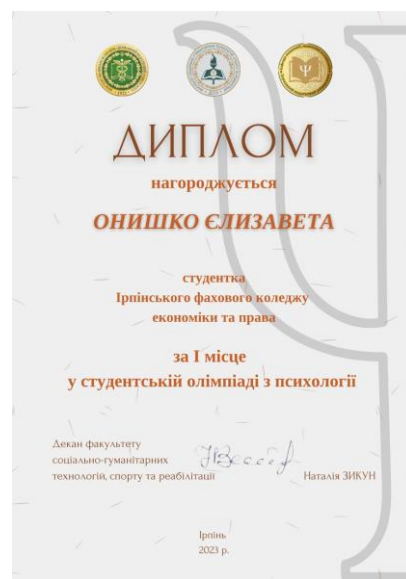 ДИПЛОМ
нагороджується
ОНИШКО ЄЛИЗАВЕТА
студентка
Ірпінського фахового коледжу
економіки та права
за І місце
у студентській олімпіаді з психології
Декан факультету
соціально-гуманітарних
технологій, спорту та реабілітації
Наталія ЗИКУН
Ірпінь
2023 р.